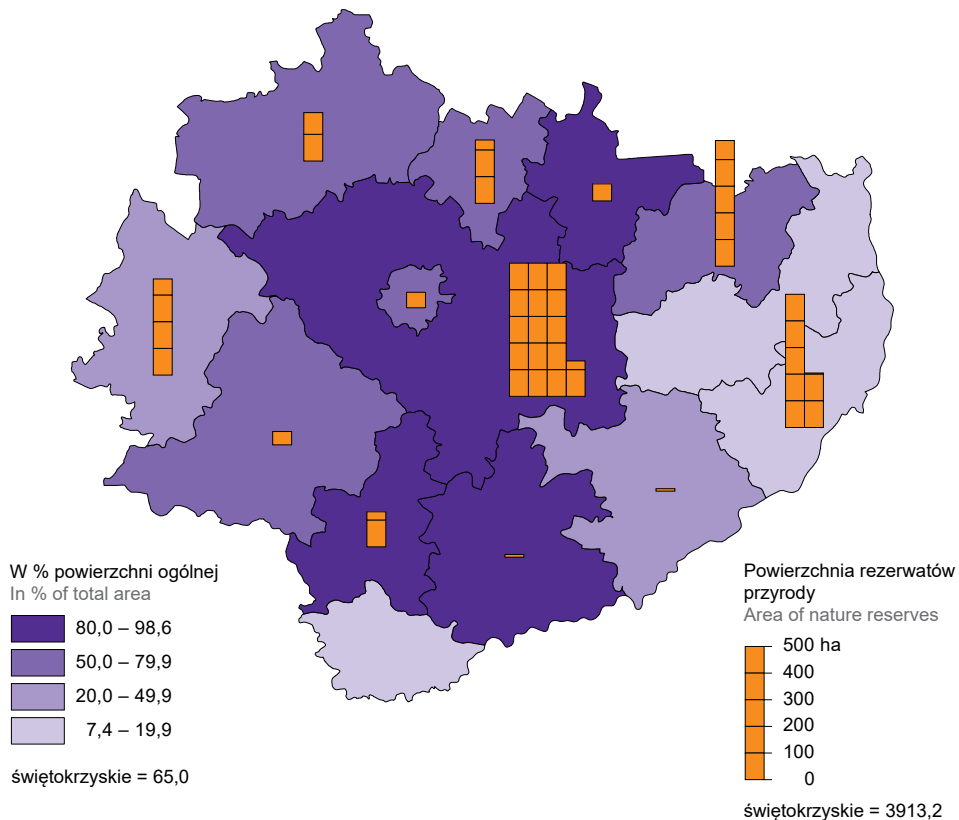 W % powierzchni ogólnej
In % of total area
80,0 – 98,6
50,0 – 79,9
20,0 – 49,9
7,4 – 19,9
świętokrzyskie = 65,0
Powierzchnia rezerwatów
przyrody
Area of nature reserves
500 ha
400
300
200
100
0
świętokrzyskie = 3913,2